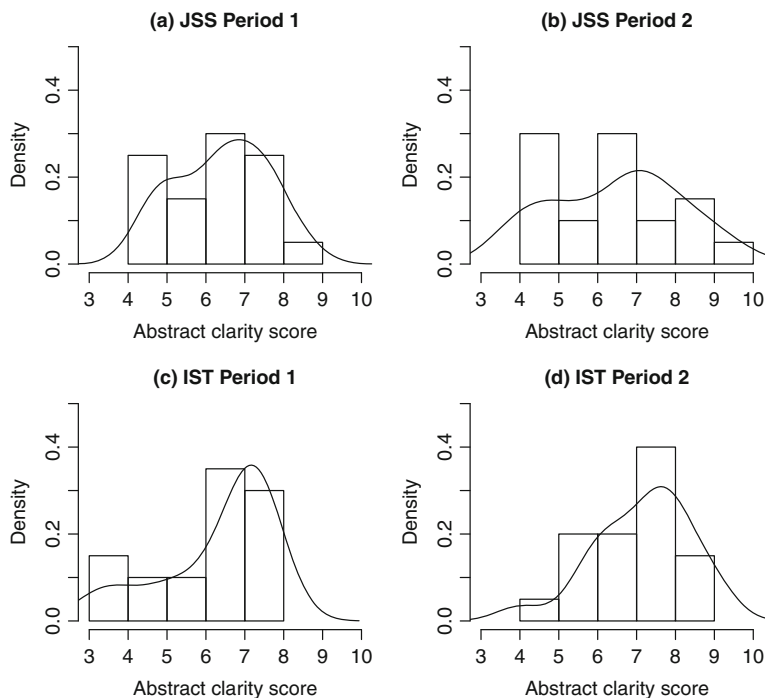 (a) JSS Period 1
Density
0.0 0.2 0.4
3 4 5 6 7 8 9 10
Abstract clarity score
(b) JSS Period 2
Density
0.0 0.2 0.4
3 4 5 6 7 8 9 10
Abstract clarity score
(c) IST Period 1
Density
0.0 0.2 0.4
3 4 5 6 7 8 9 10
Abstract clarity score
(d) IST Period 2
Density
0.0 0.2 0.4
3 4 5 6 7 8 9 10
Abstract clarity score